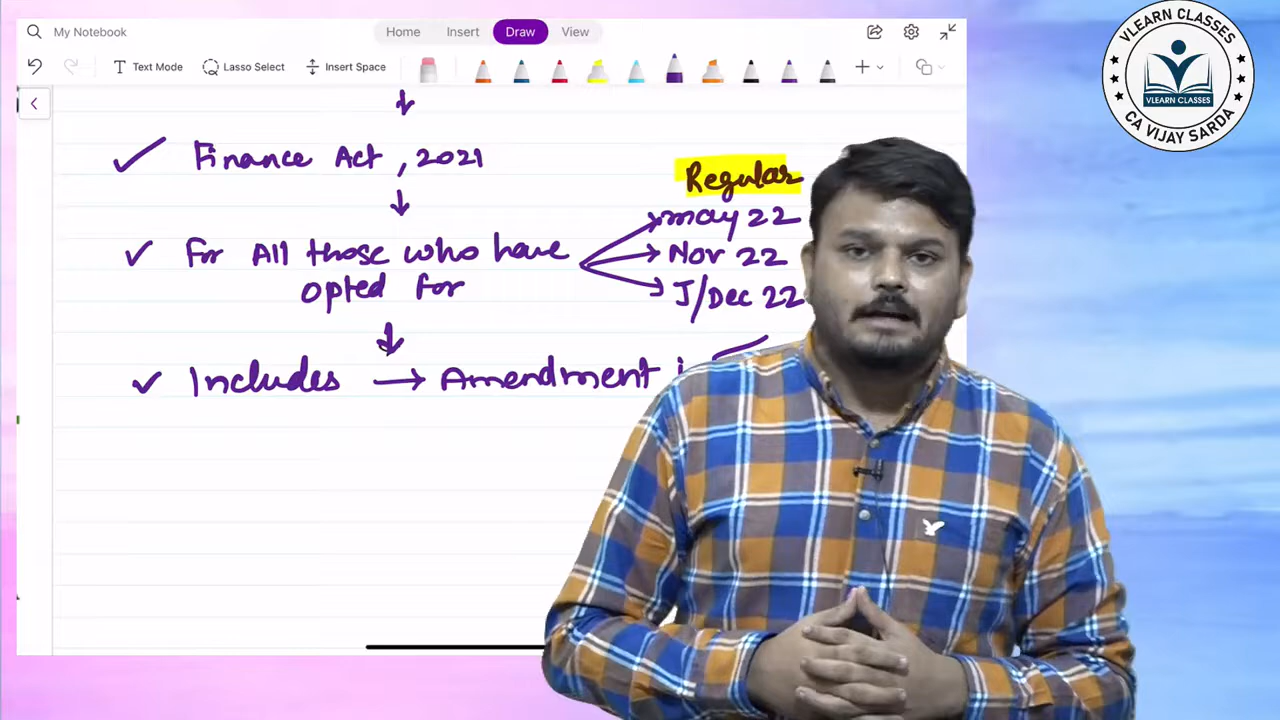 My Notebook
Home Insert Draw View
Text Mode Lasso Select Insert Space
Finance Act, 2021
Regular
May 22
For All those who have
Nov 22
opted for
J/Dec 22
Includes → Amendment
VLEARN CLASSES
VLEARN CLASSES
CA VIJAY SARDA